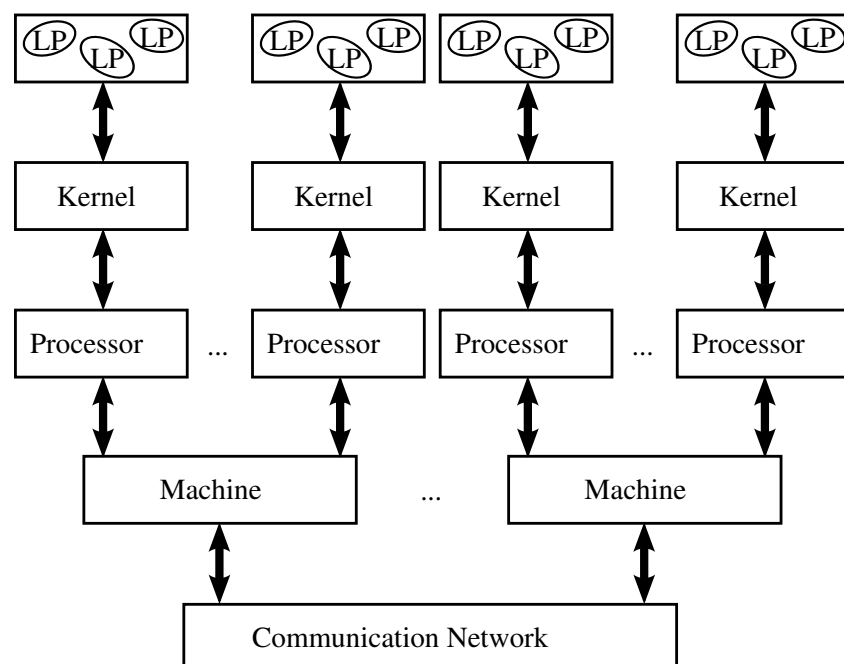 LP LP LP LP LP LP LP LP LP LP LP LP
Kernel Kernel Kernel Kernel
Processor ... Processor Processor ... Processor
Machine ... Machine
Communication Network